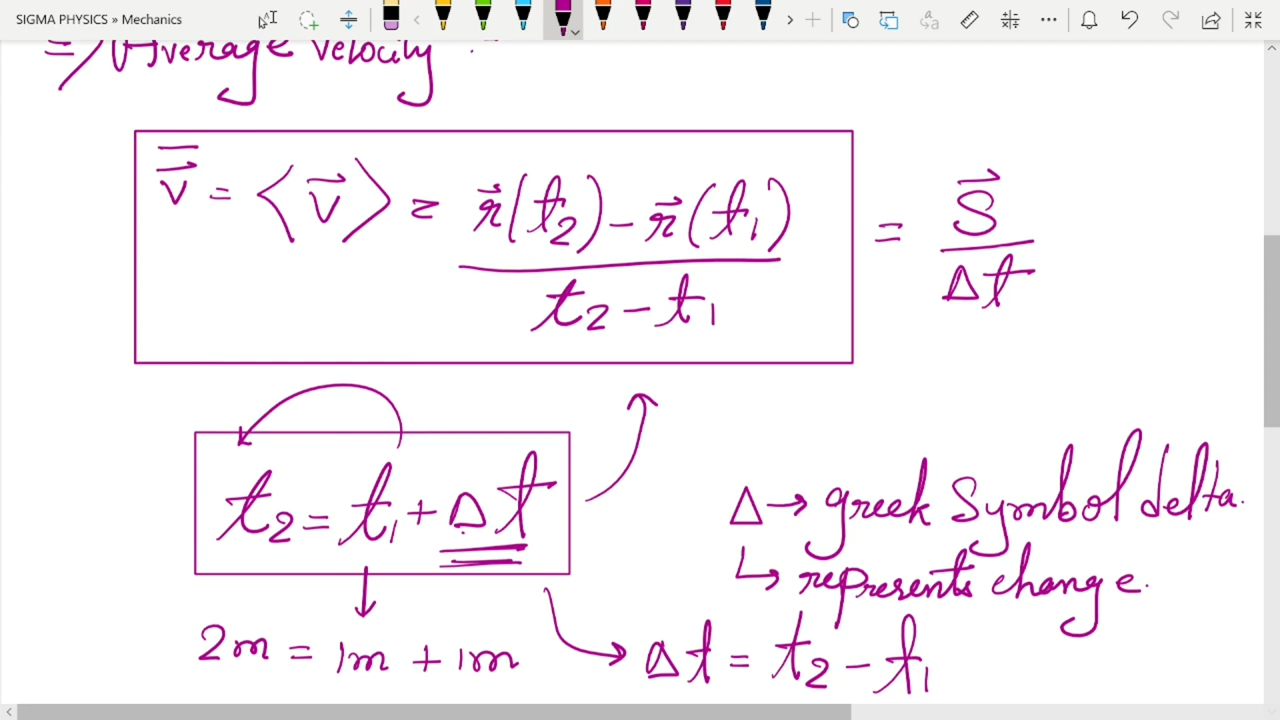 SIGMA PHYSICS » Mechanics
⇒ Average velocity :-
v̄⃗ = ⟨v⃗⟩ = (r⃗(t₂) - r⃗(t₁)) / (t₂ - t₁) = S⃗ / Δt
t₂ = t₁ + Δt
Δ → greek Symbol delta.
↳ represents change.
2m = 1m + 1m
Δt = t₂ - t₁